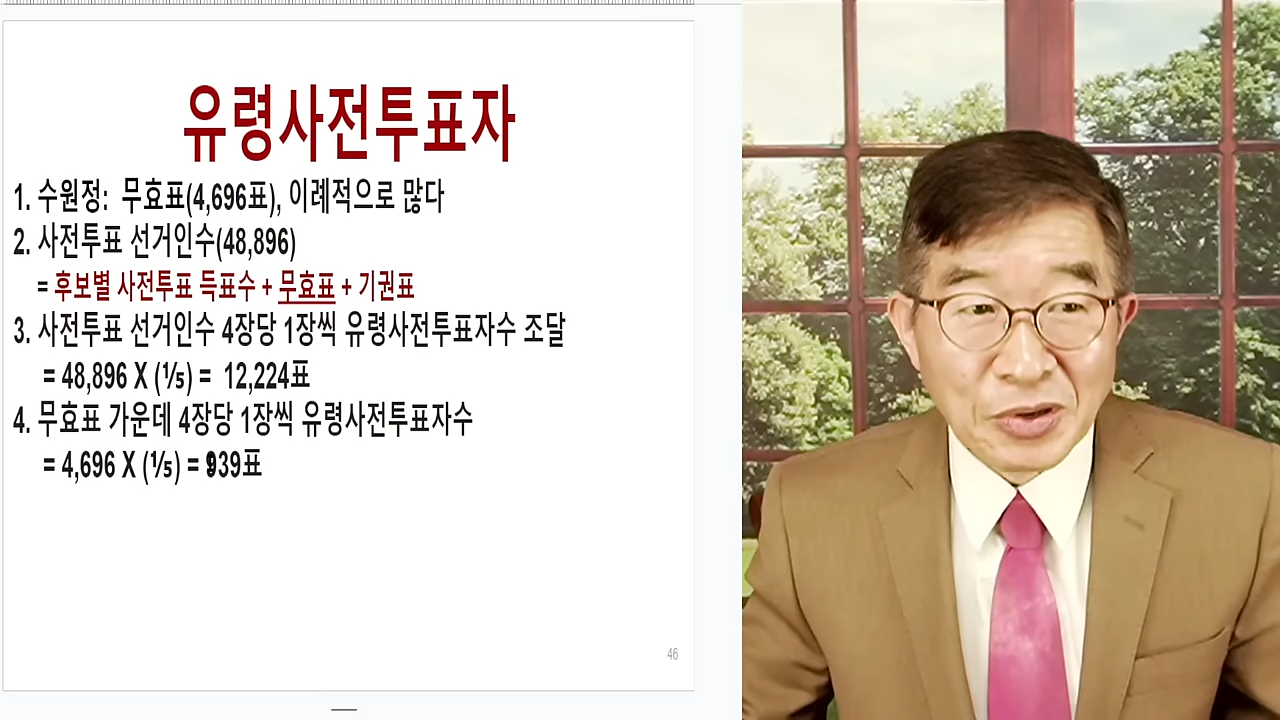 유령사전투표자
1. 수원정: 무효표(4,696표), 이례적으로 많다
2. 사전투표 선거인수(48,896)
= 후보별 사전투표 득표수 + 무효표 + 기권표
3. 사전투표 선거인수 4장당 1장씩 유령사전투표자수 조달
= 48,896 X (⅕) = 12,224표
4. 무효표 가운데 4장당 1장씩 유령사전투표자수
= 4,696 X (⅕) = 939표
46